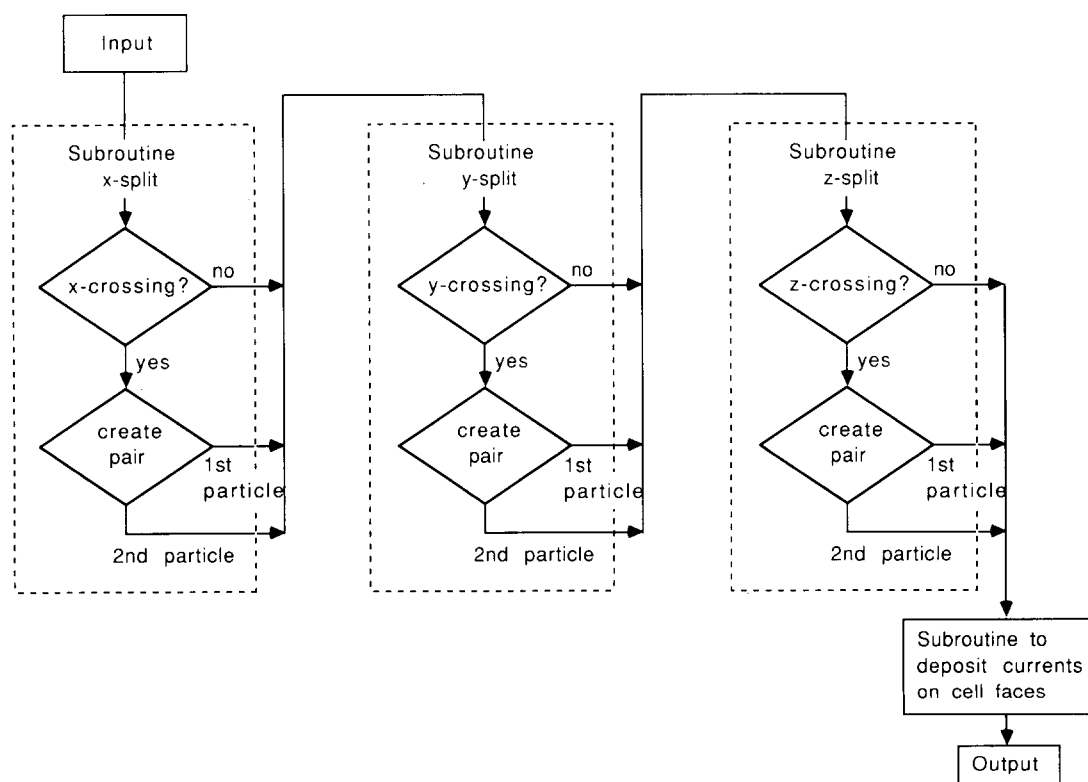 Input
Subroutine
x-split
x-crossing?
no
yes
create
pair
1st
particle
2nd particle
Subroutine
y-split
y-crossing?
no
yes
create
pair
1st
particle
2nd particle
Subroutine
z-split
z-crossing?
no
yes
create
pair
1st
particle
2nd particle
Subroutine to
deposit currents
on cell faces
Output